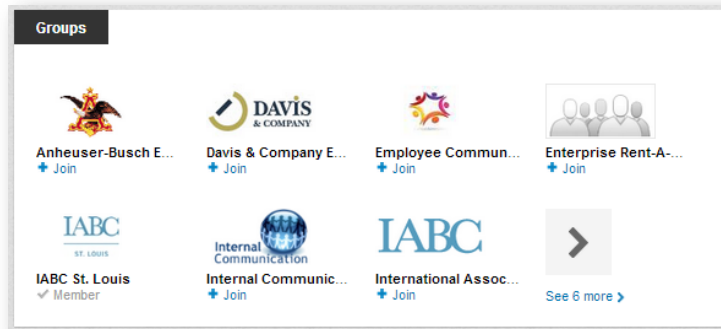 Groups
DAVIS
& COMPANY
Anheuser-Busch E...
Davis & Company E...
Employee Commun...
Enterprise Rent-A-...
Join
Join
Join
Join
IABC
ST. LOUIS
Internal
Communication
IABC
IABC St. Louis
Internal Communic...
International Assoc...
Member
Join
Join
See 6 more